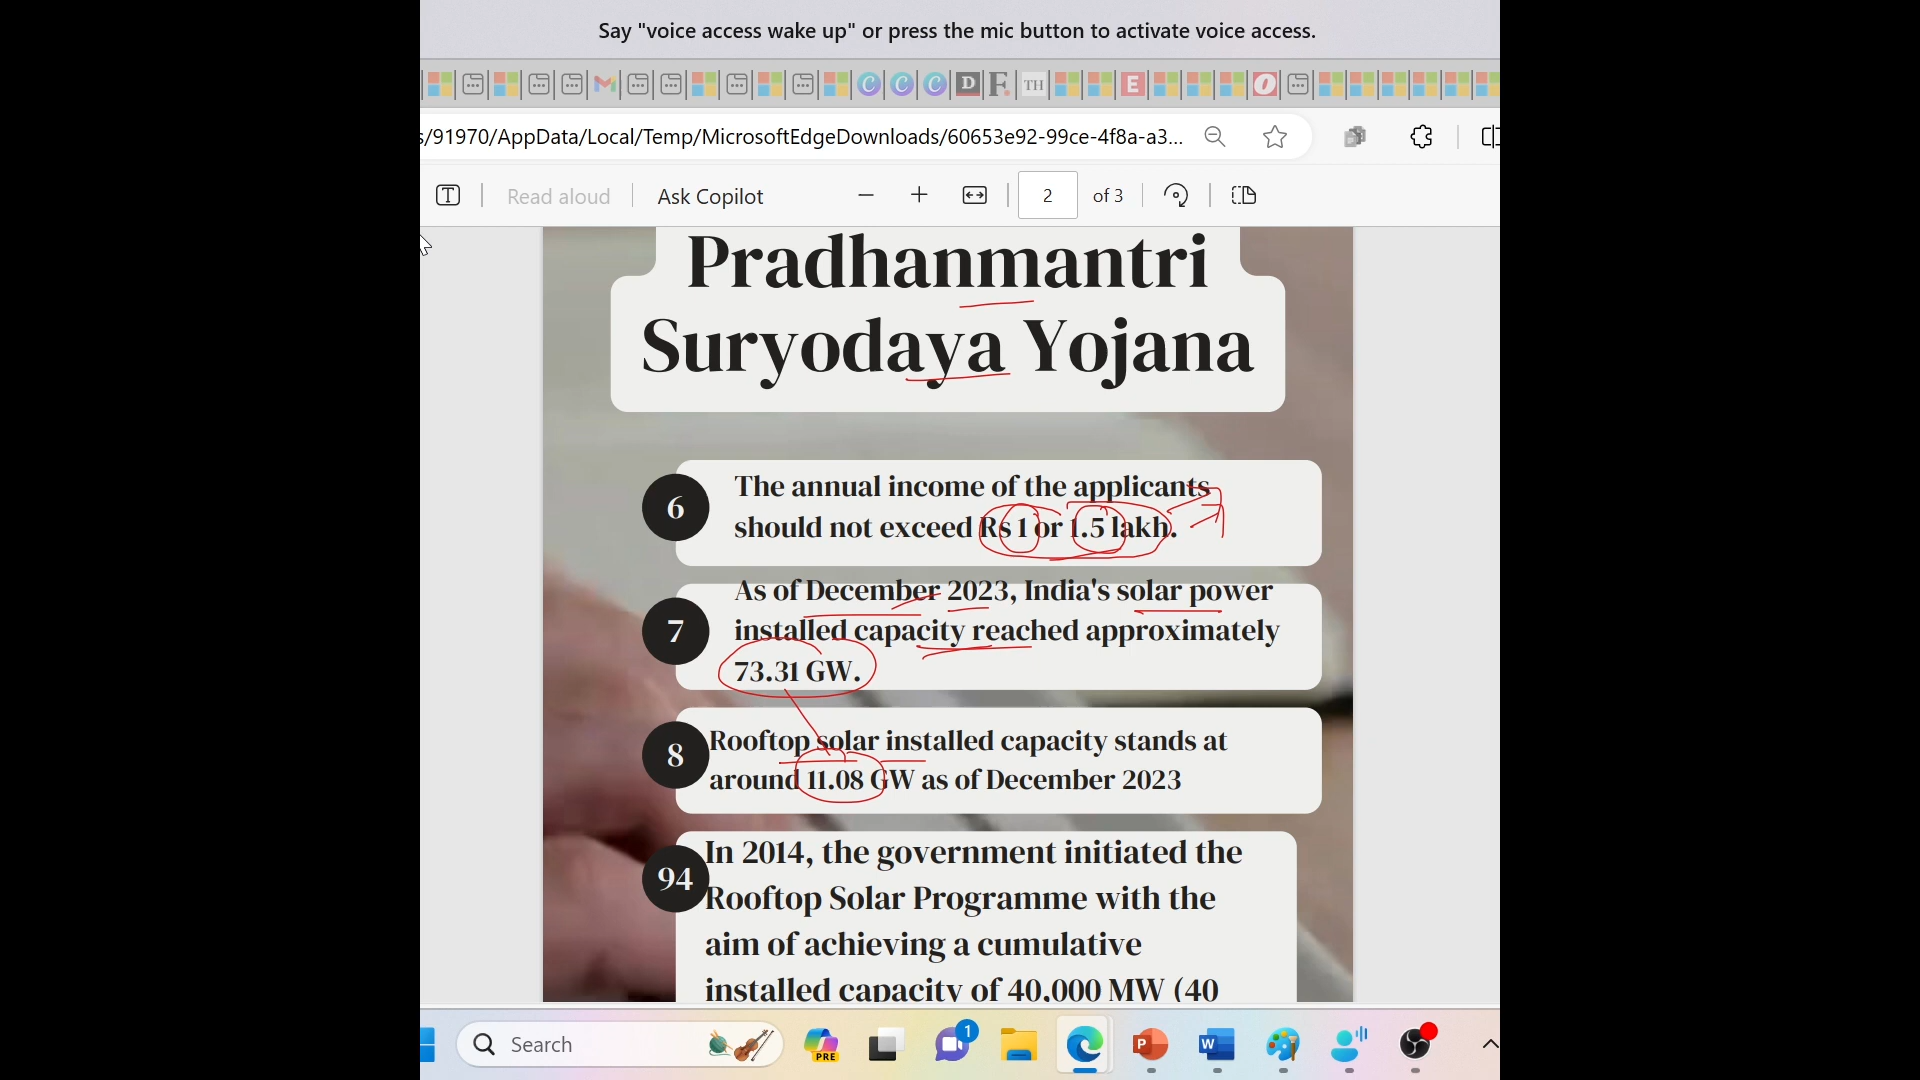 Say "voice access wake up" or press the mic button to activate voice access.
D F. TH E
s/91970/AppData/Local/Temp/MicrosoftEdgeDownloads/60653e92-99ce-4f8a-a3...
Read aloud Ask Copilot 2 of 3
Pradhanmantri
Suryodaya Yojana
6
The annual income of the applicants
should not exceed Rs 1 or 1.5 lakh.
7
As of December 2023, India's solar power
installed capacity reached approximately
73.31 GW.
8
Rooftop solar installed capacity stands at
around 11.08 GW as of December 2023
94
In 2014, the government initiated the
Rooftop Solar Programme with the
aim of achieving a cumulative
installed capacity of 40,000 MW (40
Search PRE 1 P W